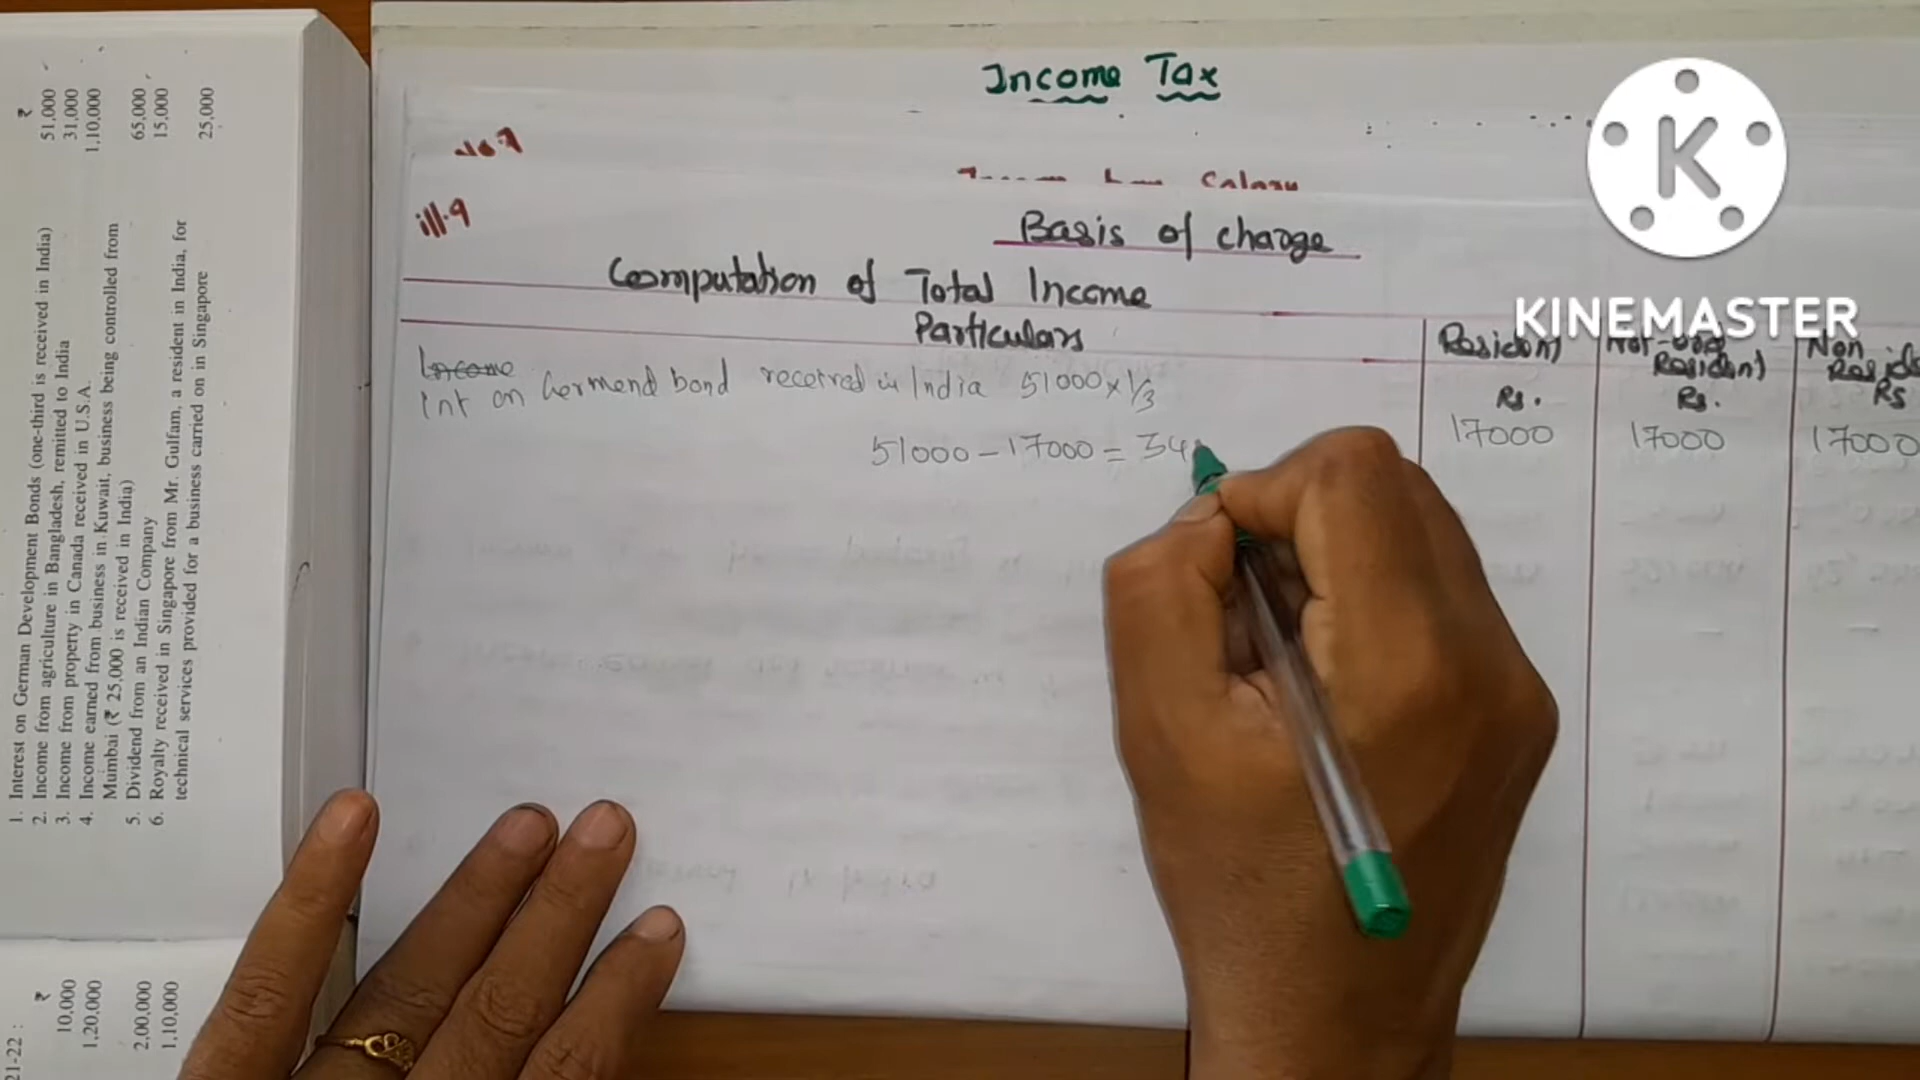 ₹
1. Interest on German Development Bonds (one-third is received in India) 51,000
2. Income from agriculture in Bangladesh, remitted to India 31,000
3. Income from property in Canada received in U.S.A. 1,10,000
4. Income earned from business in Kuwait, business being controlled from
Mumbai (₹ 25,000 is received in India) 65,000
5. Dividend from an Indian Company 15,000
6. Royalty received in Singapore from Mr. Gulfam, a resident in India, for
technical services provided for a business carried on in Singapore 25,000
21-22 :
₹
10,000
1,20,000
2,00,000
1,10,000
Income Tax
ill.9
Basis of charge
Computation of Total Income
Particulars
Resident
Rs.
Resident
Rs.
Non
Rs
Income
Int on Germend bond received in India 51000 x 1/3
17000 17000 17000
51000 - 17000 = 34
K
KINEMASTER